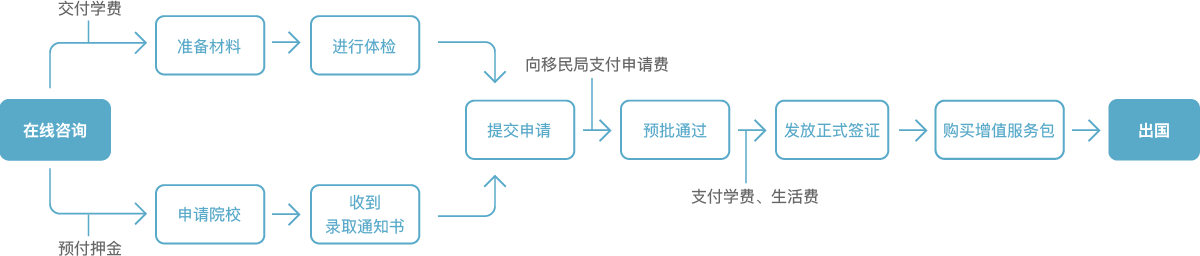 交付学费
准备材料
进行体检
向移民局支付申请费
在线咨询
提交申请
预批通过
发放正式签证
购买增值服务包
出国
支付学费、生活费
申请院校
收到
录取通知书
预付押金